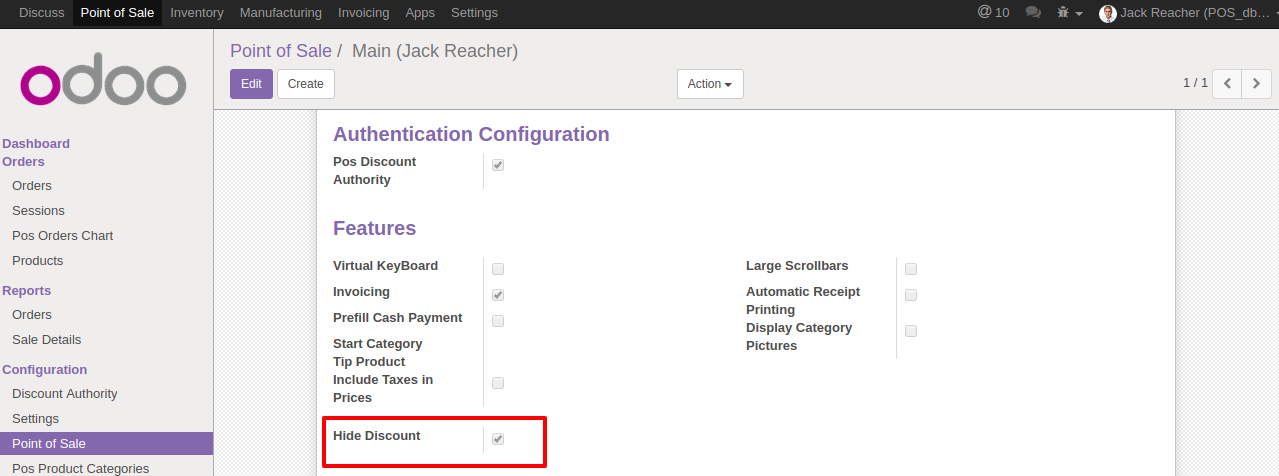 Discuss Point of Sale Inventory Manufacturing Invoicing Apps Settings @ 10 Jack Reacher (POS_db...
odoo
Point of Sale / Main (Jack Reacher)
Edit Create Action 1 / 1
Dashboard
Orders
Orders
Sessions
Pos Orders Chart
Products
Reports
Orders
Sale Details
Configuration
Discount Authority
Settings
Point of Sale
Pos Product Categories
Authentication Configuration
Pos Discount
Authority
Features
Virtual KeyBoard
Invoicing
Prefill Cash Payment
Start Category
Tip Product
Include Taxes in
Prices
Hide Discount
Large Scrollbars
Automatic Receipt
Printing
Display Category
Pictures